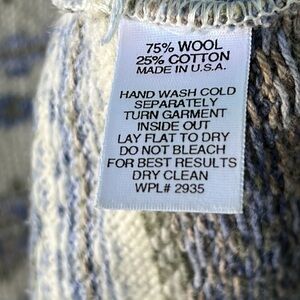 75% WOOL
25% COTTON
MADE IN U.S.A.
HAND WASH COLD
SEPARATELY
TURN GARMENT
INSIDE OUT
LAY FLAT TO DRY
DO NOT BLEACH
FOR BEST RESULTS
DRY CLEAN
WPL# 2935